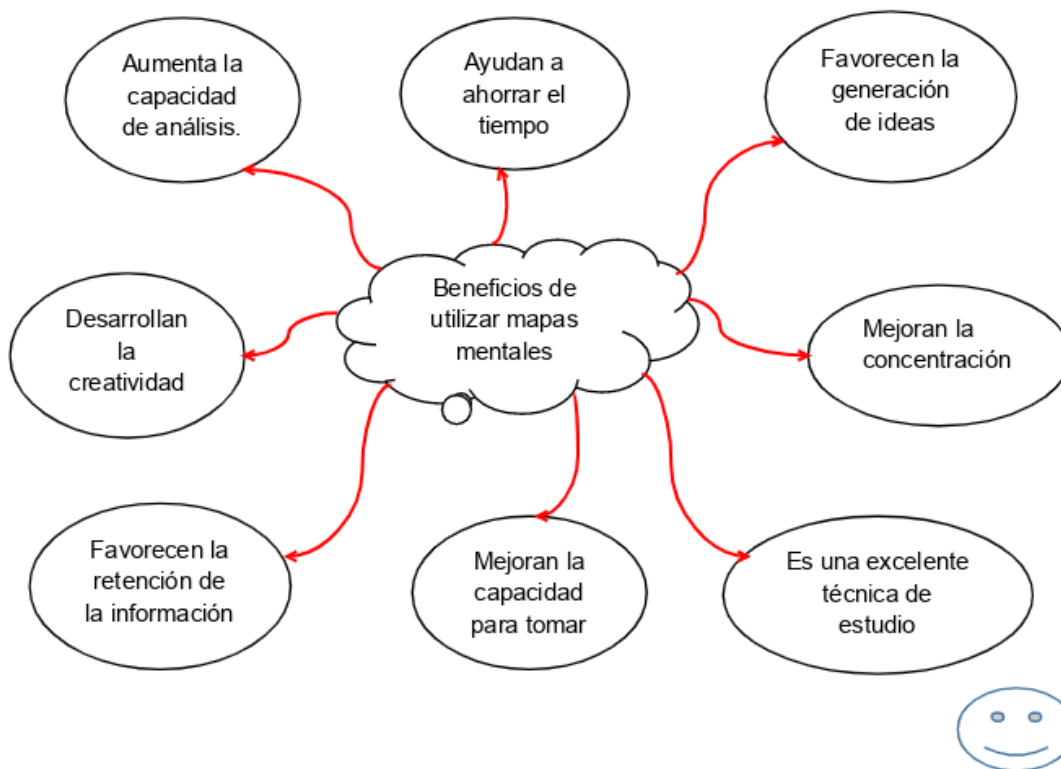 Aumenta la
capacidad
de análisis.
Ayudan a
ahorrar el
tiempo
Favorecen la
generación
de ideas
Beneficios de
utilizar mapas
mentales
Desarrollan
la
creatividad
Mejoran la
concentración
Favorecen la
retención de
la información
Mejoran la
capacidad
para tomar
Es una excelente
técnica de
estudio